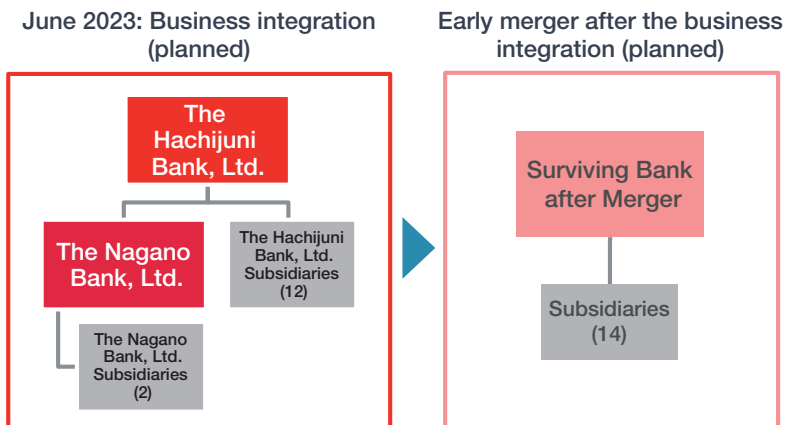 June 2023: Business integration
(planned)
The
Hachijuni
Bank, Ltd.
The Nagano
Bank, Ltd.
The Hachijuni
Bank, Ltd.
Subsidiaries
(12)
The Nagano
Bank, Ltd.
Subsidiaries
(2)
Early merger after the business
integration (planned)
Surviving Bank
after Merger
Subsidiaries
(14)